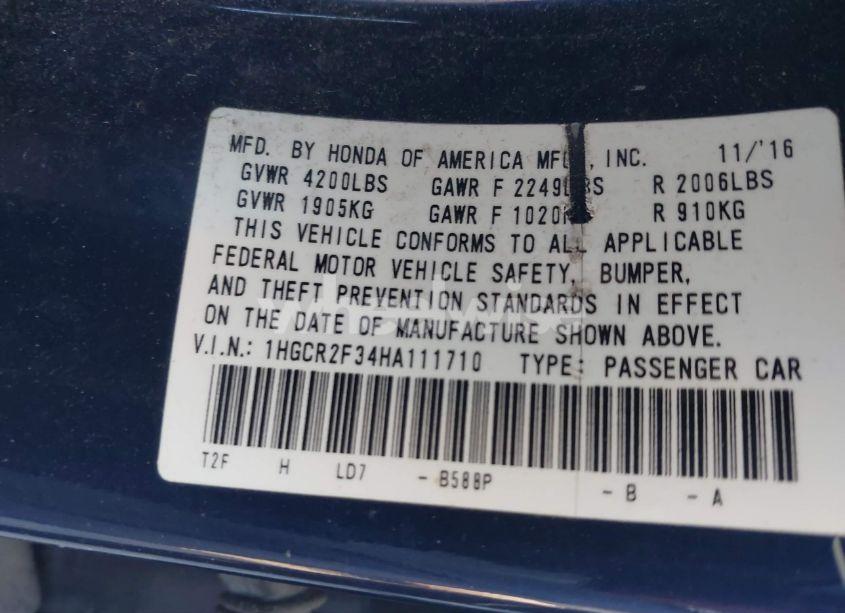 MFD. BY HONDA OF AMERICA MFG., INC. 11/'16
GVWR 4200LBS GAWR F 2249LBS R 2006LBS
GVWR 1905KG GAWR F 1020KG R 910KG
THIS VEHICLE CONFORMS TO ALL APPLICABLE
FEDERAL MOTOR VEHICLE SAFETY, BUMPER,
AND THEFT PREVENTION STANDARDS IN EFFECT
ON THE DATE OF MANUFACTURE SHOWN ABOVE.
V.I.N.: 1HGCR2F34HA111710 TYPE: PASSENGER CAR
T2F H LD7 -B588P -B -A
wheelwise